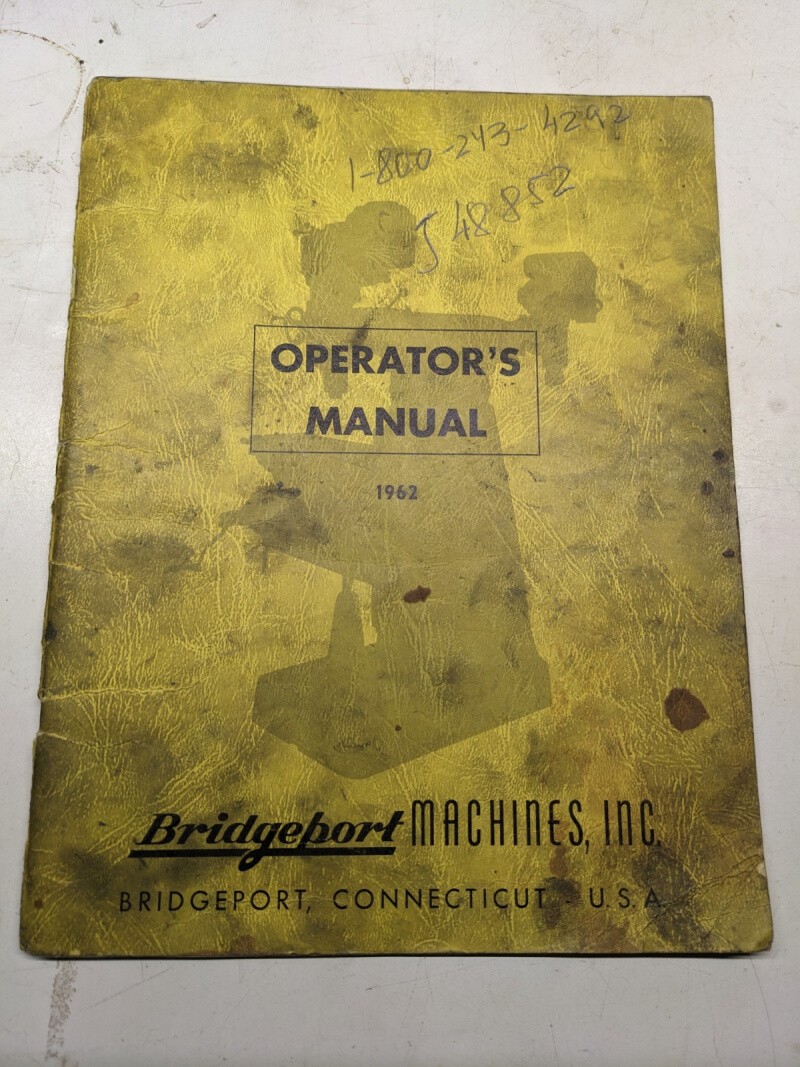 1-800-243-4292
J 48852
OPERATOR'S
MANUAL
1962
Bridgeport MACHINES, INC.
BRIDGEPORT, CONNECTICUT - U.S.A.